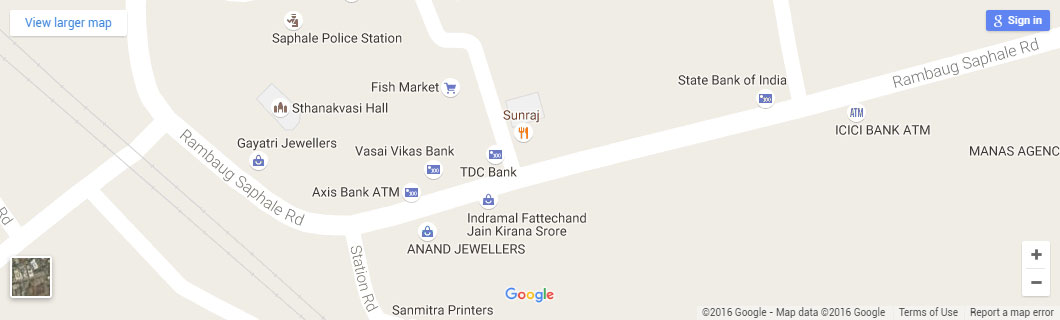 View larger map
Sign in
Saphale Police Station
Rambaug Saphale Rd
State Bank of India
Fish Market
Sthanakvasi Hall
Sunraj
ATM
ICICI BANK ATM
Gayatri Jewellers
Vasai Vikas Bank
MANAS AGENC
TDC Bank
Axis Bank ATM
Rambaug Saphale Rd
Indramal Fattechand
Jain Kirana Srore
Rd
ANAND JEWELLERS
Station Rd
Google
Sanmitra Printers
©2016 Google - Map data ©2016 Google
Terms of Use
Report a map error